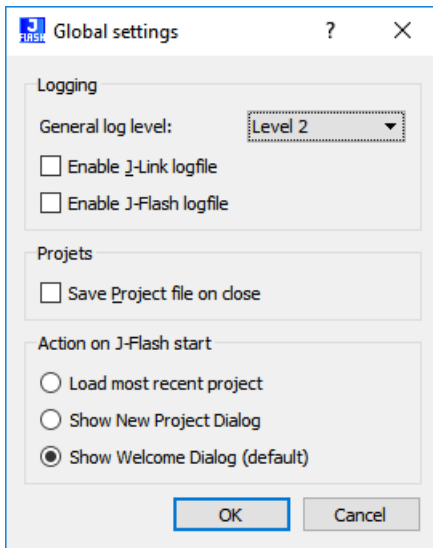 J
FLASH
Global settings
?
Logging
General log level: Level 2
Enable J-Link logfile
Enable J-Flash logfile
Projets
Save Project file on close
Action on J-Flash start
Load most recent project
Show New Project Dialog
Show Welcome Dialog (default)
OK Cancel